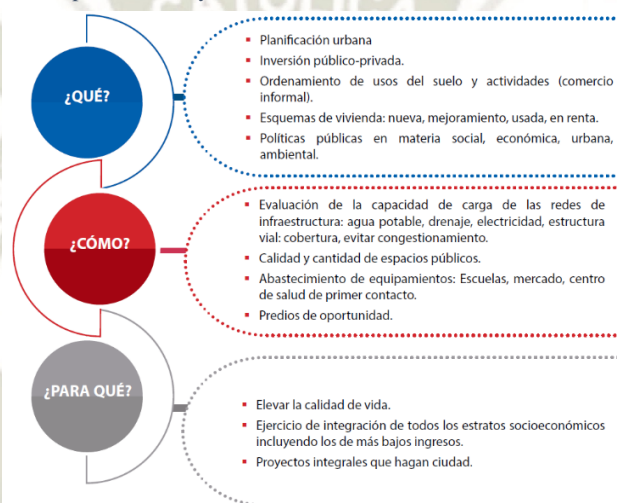 ¿QUÉ?
▪ Planificación urbana
▪ Inversión público-privada.
▪ Ordenamiento de usos del suelo y actividades (comercio
informal).
▪ Esquemas de vivienda: nueva, mejoramiento, usada, en renta.
▪ Políticas públicas en materia social, económica, urbana,
ambiental.
¿CÓMO?
▪ Evaluación de la capacidad de carga de las redes de
infraestructura: agua potable, drenaje, electricidad, estructura
vial: cobertura, evitar congestionamiento.
▪ Calidad y cantidad de espacios públicos.
▪ Abastecimiento de equipamientos: Escuelas, mercado, centro
de salud de primer contacto.
▪ Predios de oportunidad.
¿PARA QUÉ?
▪ Elevar la calidad de vida.
▪ Ejercicio de integración de todos los estratos socioeconómicos
incluyendo los de más bajos ingresos.
▪ Proyectos integrales que hagan ciudad.